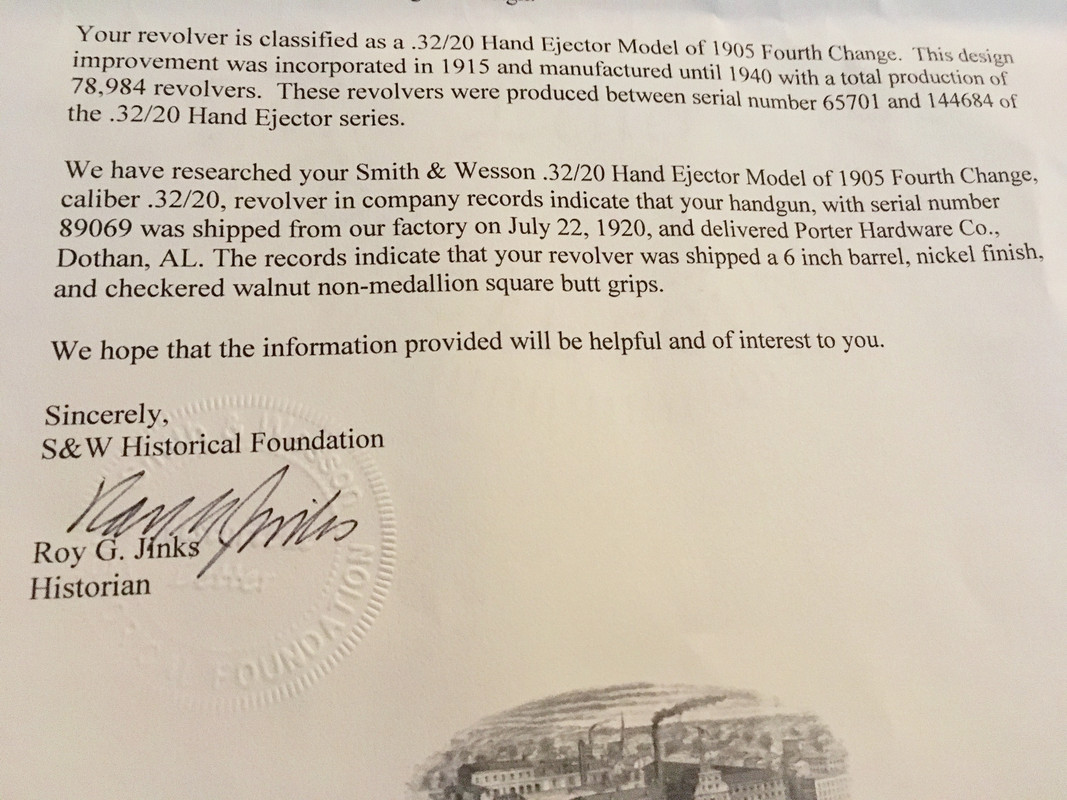 Your revolver is classified as a .32/20 Hand Ejector Model of 1905 Fourth Change. This design
improvement was incorporated in 1915 and manufactured until 1940 with a total production of
78,984 revolvers. These revolvers were produced between serial number 65701 and 144684 of
the .32/20 Hand Ejector series.
We have researched your Smith & Wesson .32/20 Hand Ejector Model of 1905 Fourth Change,
caliber .32/20, revolver in company records indicate that your handgun, with serial number
89069 was shipped from our factory on July 22, 1920, and delivered Porter Hardware Co.,
Dothan, AL. The records indicate that your revolver was shipped a 6 inch barrel, nickel finish,
and checkered walnut non-medallion square butt grips.
We hope that the information provided will be helpful and of interest to you.
Sincerely,
S&W Historical Foundation
Roy G. Jinks
Roy G. Jinks
Historian
FOUNDATION